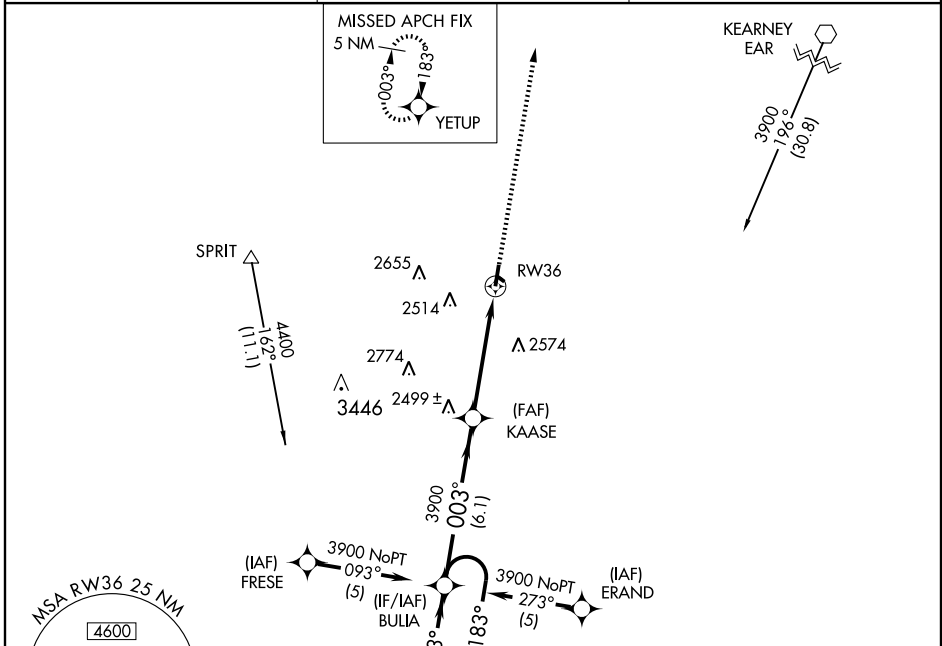 MISSED APCH FIX
5 NM
003°
183°
YETUP
KEARNEY
EAR
3900
196°
(30.8)
SPRIT
4400
162°
(11.1)
2655
2514
RW36
2574
2774
3446
2499 ±
(FAF)
KAASE
3900
003°
(6.1)
(IAF)
FRESE
3900 NoPT
093°
(5)
(IF/IAF)
BULIA
3900 NoPT
273°
(5)
(IAF)
ERAND
183°
3°
MSA RW36 25 NM
4600